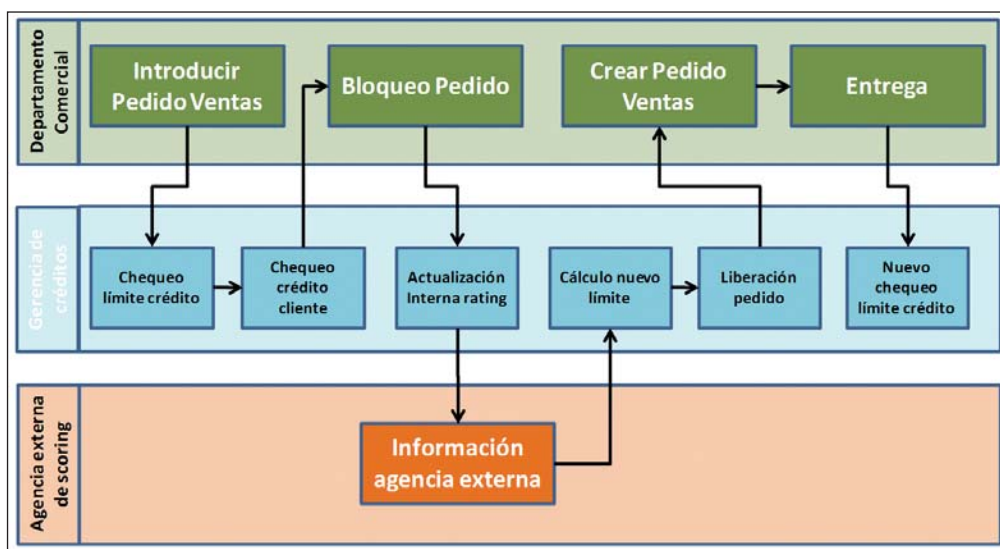 Departamento
Comercial
Introducir
Pedido Ventas
Bloqueo Pedido
Crear Pedido
Ventas
Entrega
Gerencia de
créditos
Chequeo
límite crédito
Chequeo
crédito
cliente
Actualización
Interna rating
Cálculo nuevo
límite
Liberación
pedido
Nuevo
chequeo
límite crédito
Agencia externa
de scoring
Información
agencia externa